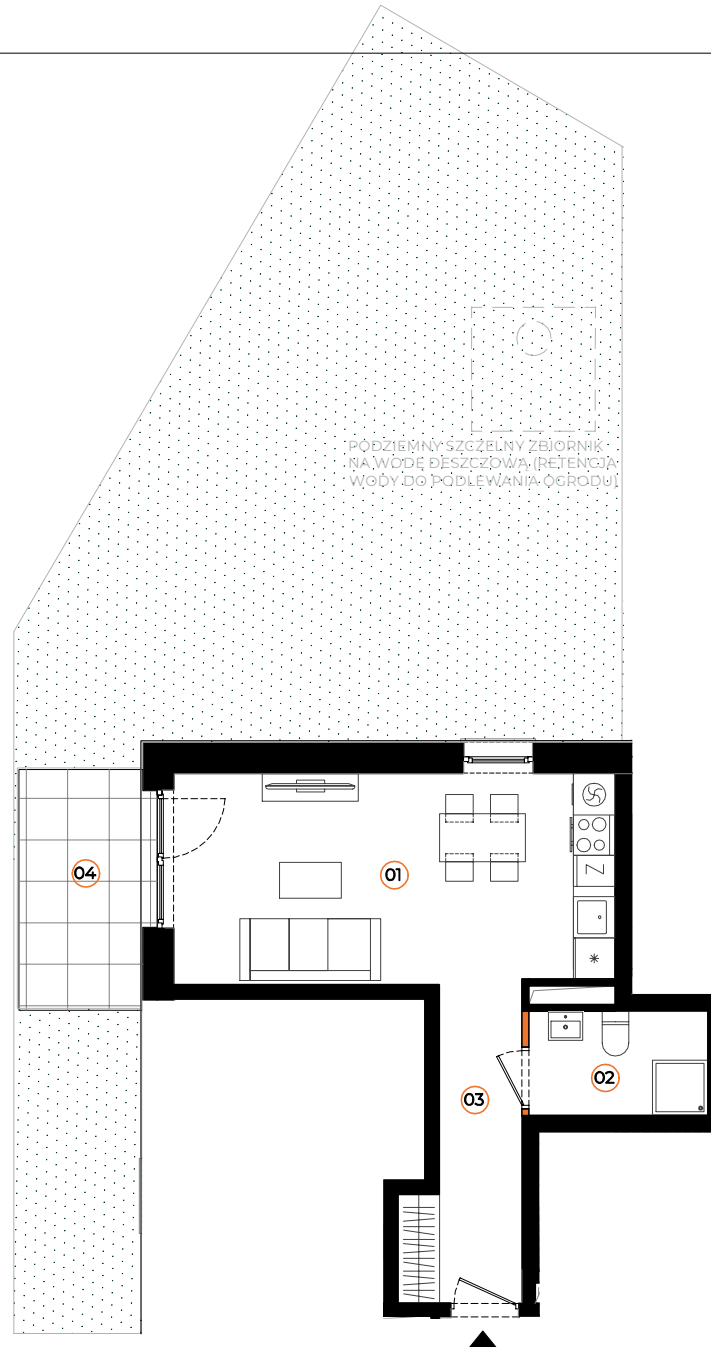 PODZIEMNY SZCZELNY ZBIORNIK
NA WODĘ DESZCZOWĄ (RETENCJA
WODY DO PODLEWANIA OGRODU)
04
01
Z
02
03